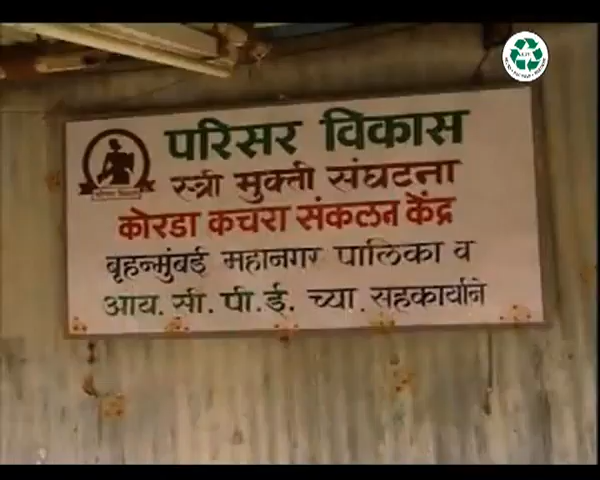 परिसर विकास
स्त्री मुक्ती संघटना
कोरडा कचरा संकलन केंद्र
बृहन्मुंबई महानगर पालिका व
आय. सी. पी. ई. च्या. सहकार्याने